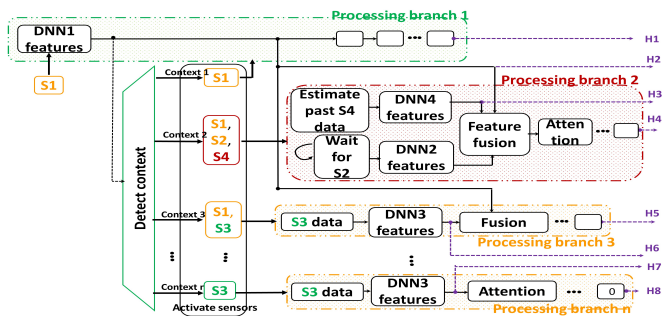 Processing branch 1
DNN1
features
H1
H2
S1
Context 1
S1
Processing branch 2
Estimate
past S4
data
DNN4
features
H3
Context 2
S1,
S2,
S4
Wait
for
S2
DNN2
features
Feature
fusion
Atten
tion
H4
Detect context
Context 3
S1,
S3
S3 data
DNN3
features
Fusion
H5
Processing branch 3
H6
H7
Context n
S3
Activate sensors
S3 data
DNN3
features
Attention
0
H8
Processing branch n